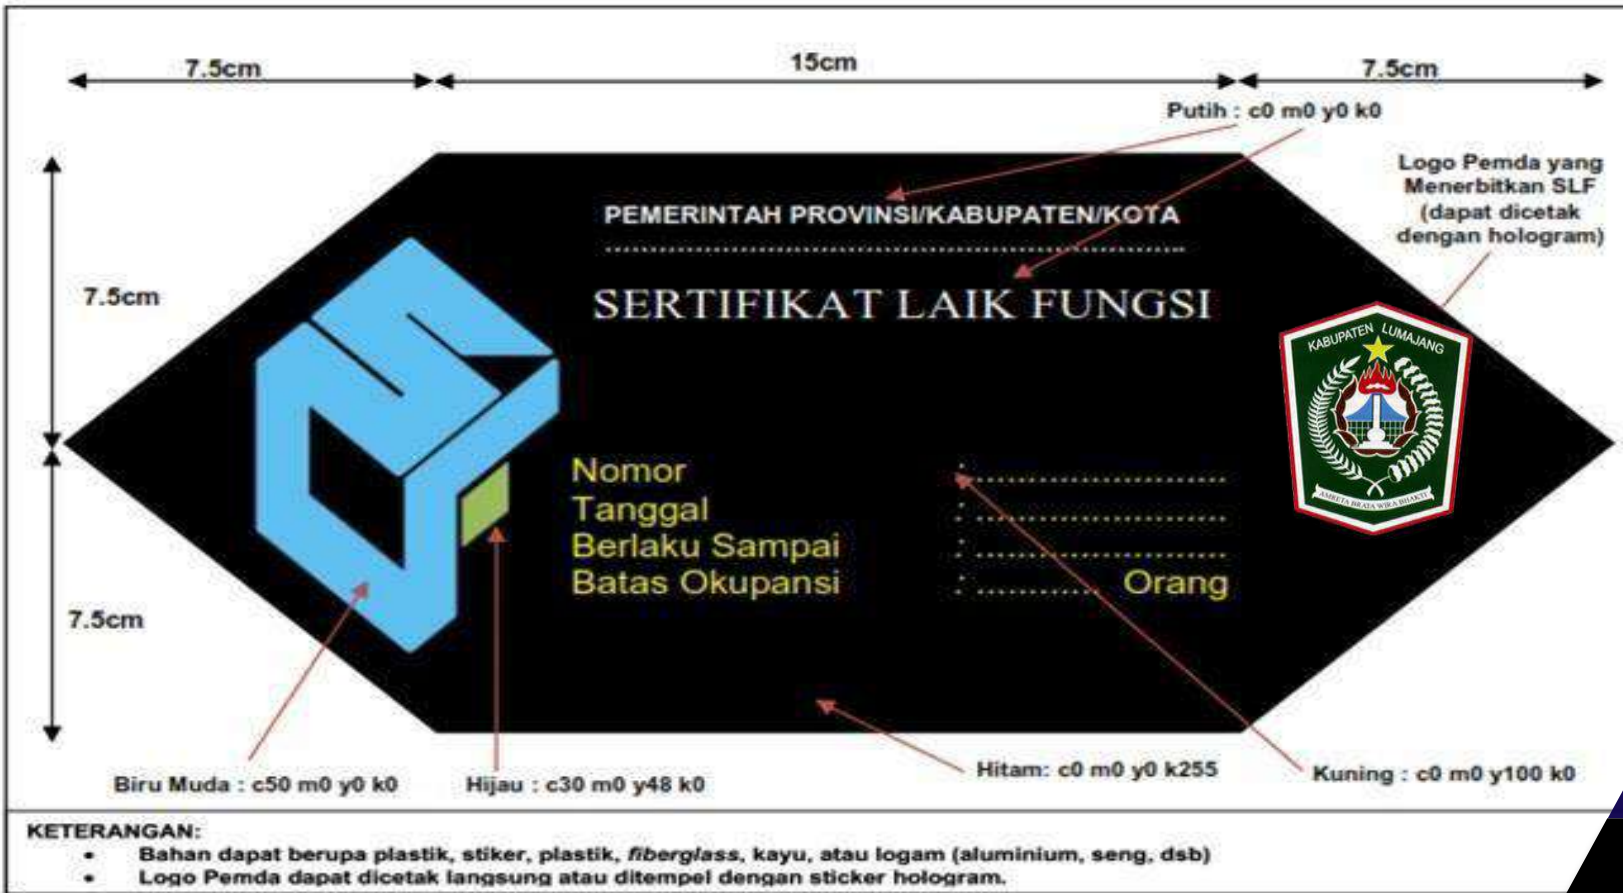 7.5cm
15cm
7.5cm
Putih : c0 m0 y0 k0
Logo Pemda yang
Menerbitkan SLF
(dapat dicetak
dengan hologram)
PEMERINTAH PROVINSI/KABUPATEN/KOTA
................................................................
SERTIFIKAT LAIK FUNGSI
7.5cm
KABUPATEN LUMAJANG
AMRETA BRATA WIRA BHAKTI
Nomor : ...........................
Tanggal : ...........................
Berlaku Sampai : ...........................
Batas Okupansi : ............. Orang
7.5cm
Biru Muda : c50 m0 y0 k0
Hijau : c30 m0 y48 k0
Hitam: c0 m0 y0 k255
Kuning : c0 m0 y100 k0
KETERANGAN:
• Bahan dapat berupa plastik, stiker, plastik, fiberglass, kayu, atau logam (aluminium, seng, dsb)
• Logo Pemda dapat dicetak langsung atau ditempel dengan sticker hologram.